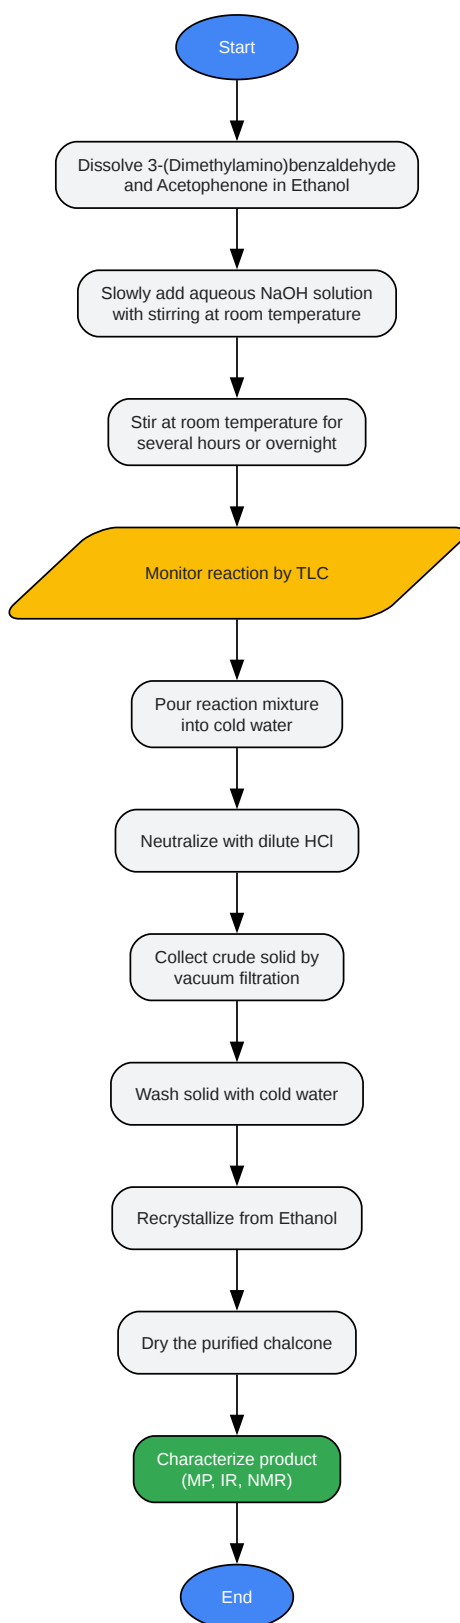 Start
Dissolve 3-(Dimethylamino)benzaldehyde
and Acetophenone in Ethanol
Slowly add aqueous NaOH solution
with stirring at room temperature
Stir at room temperature for
several hours or overnight
Monitor reaction by TLC
Pour reaction mixture
into cold water
Neutralize with dilute HCl
Collect crude solid by
vacuum filtration
Wash solid with cold water
Recrystallize from Ethanol
Dry the purified chalcone
Characterize product
(MP, IR, NMR)
End